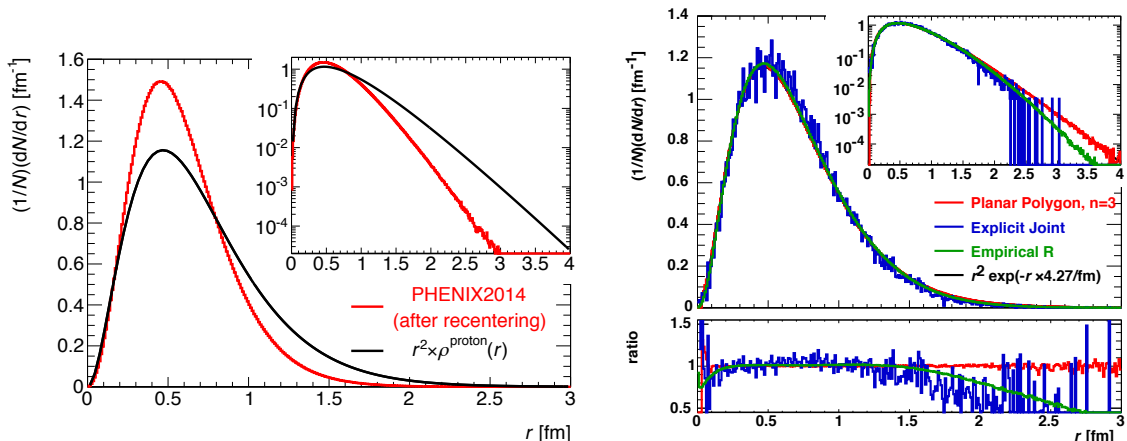 (1/N)(dN/dr) [fm⁻¹]
1.6
1.4
1.2
1
0.8
0.6
0.4
0.2
0
0 0.5 1 1.5 2 2.5 3
r [fm]
1
10⁻¹
10⁻²
10⁻³
10⁻⁴
0 0.5 1 1.5 2 2.5 3 3.5 4
PHENIX2014
(after recentering)
r²×ρᵖʳᵒᵗᵒⁿ(r)
(1/N)(dN/dr) [fm⁻¹]
1.4
1.2
1.0
0.8
0.6
0.4
0.2
0.0
1
10⁻¹
10⁻²
10⁻³
10⁻⁴
0 0.5 1 1.5 2 2.5 3 3.5 4
Planar Polygon, n=3
Explicit Joint
Empirical R
r² exp(-r ×4.27/fm)
ratio
1.5
1
0.5
0 0.5 1 1.5 2 2.5 3
r [fm]